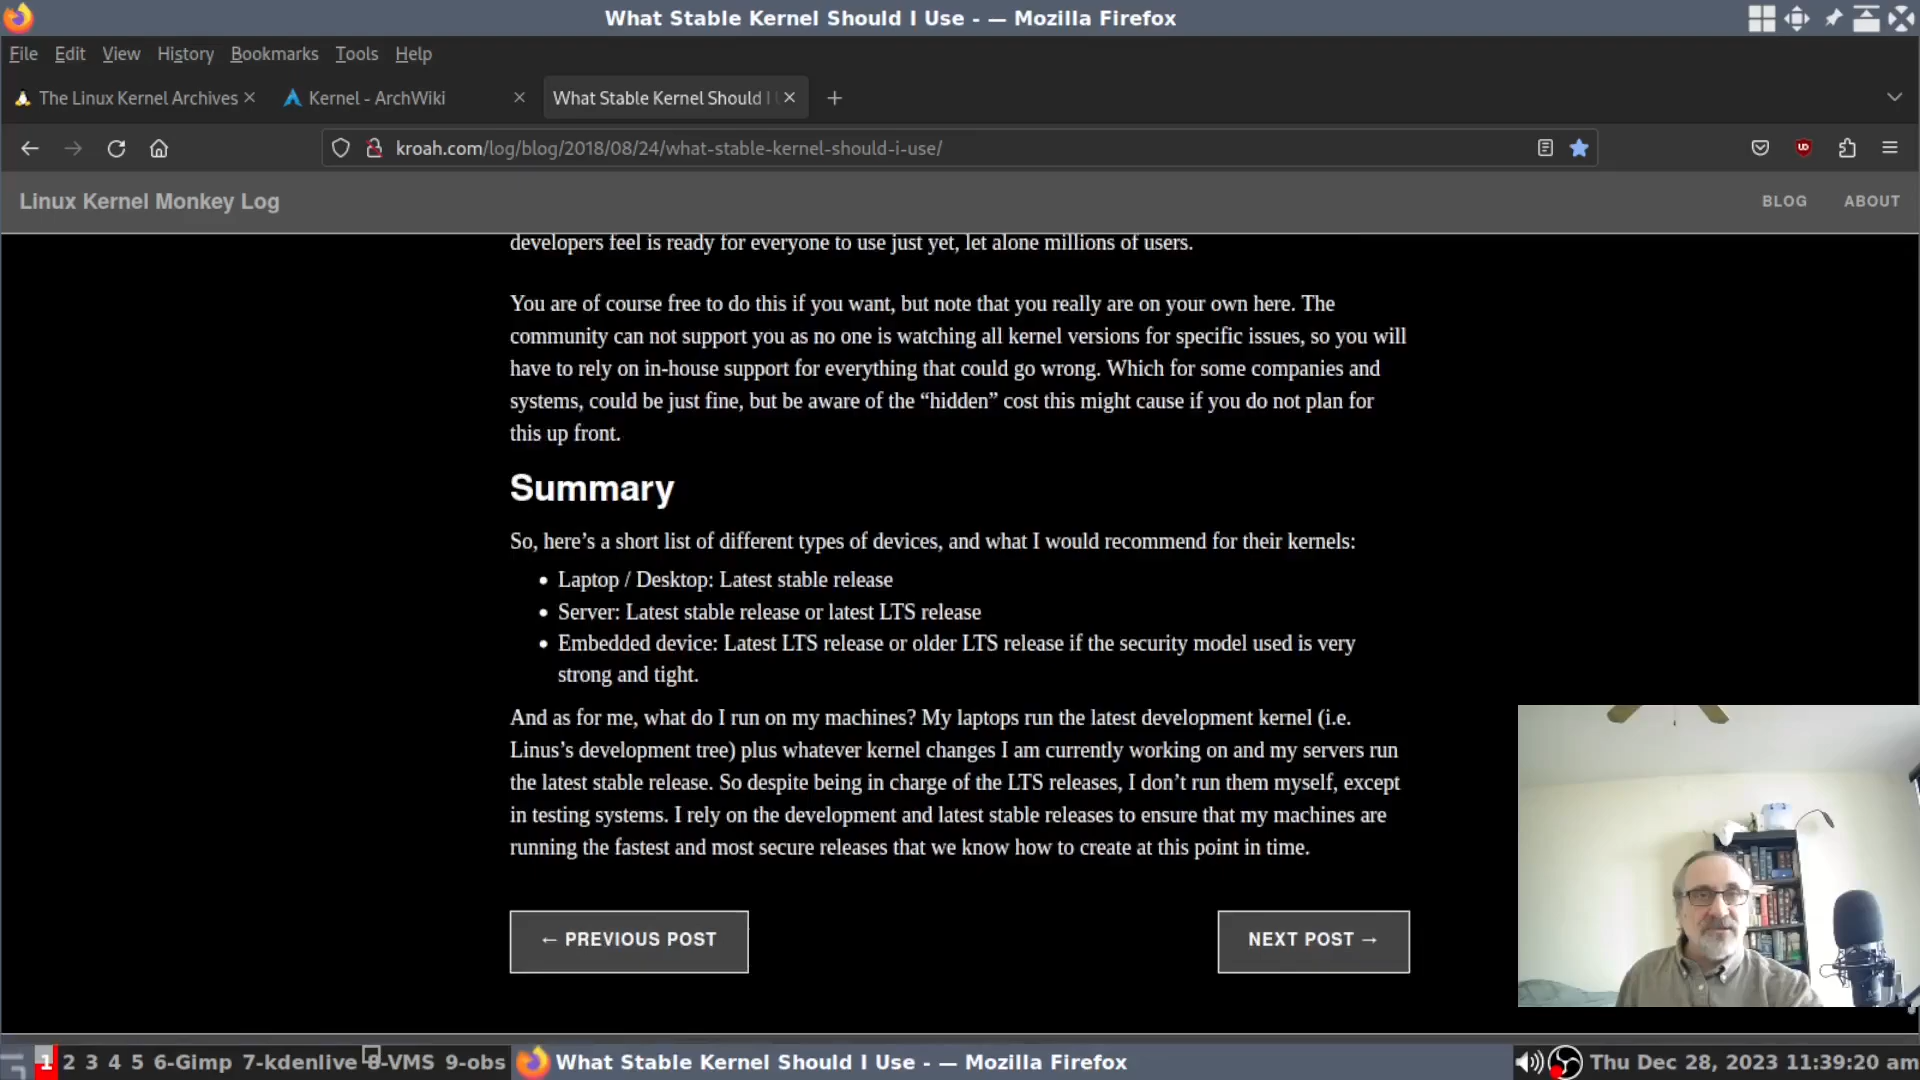 What Stable Kernel Should I Use - — Mozilla Firefox
File Edit View History Bookmarks Tools Help
The Linux Kernel Archives
Kernel - ArchWiki
What Stable Kernel Should I
kroah.com/log/blog/2018/08/24/what-stable-kernel-should-i-use/
Linux Kernel Monkey Log
BLOG ABOUT
developers feel is ready for everyone to use just yet, let alone millions of users.
You are of course free to do this if you want, but note that you really are on your own here. The
community can not support you as no one is watching all kernel versions for specific issues, so you will
have to rely on in-house support for everything that could go wrong. Which for some companies and
systems, could be just fine, but be aware of the “hidden” cost this might cause if you do not plan for
this up front.
Summary
So, here’s a short list of different types of devices, and what I would recommend for their kernels:
• Laptop / Desktop: Latest stable release
• Server: Latest stable release or latest LTS release
• Embedded device: Latest LTS release or older LTS release if the security model used is very
strong and tight.
And as for me, what do I run on my machines? My laptops run the latest development kernel (i.e.
Linus’s development tree) plus whatever kernel changes I am currently working on and my servers run
the latest stable release. So despite being in charge of the LTS releases, I don’t run them myself, except
in testing systems. I rely on the development and latest stable releases to ensure that my machines are
running the fastest and most secure releases that we know how to create at this point in time.
← PREVIOUS POST
NEXT POST →
1 2 3 4 5 6-Gimp 7-kdenlive 8-VMS 9-obs
What Stable Kernel Should I Use - — Mozilla Firefox
Thu Dec 28, 2023 11:39:20 am